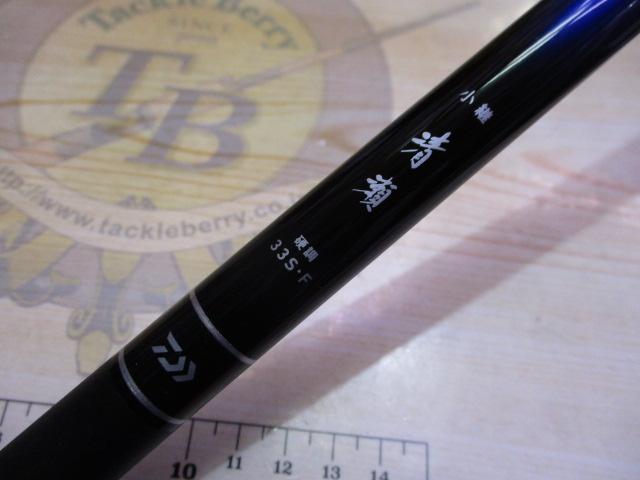 Tackle Berry
SINCE
TB
http://www.tackleberry.co.
小継
清瀬
硬調
33S・F
10 11 12 13 14